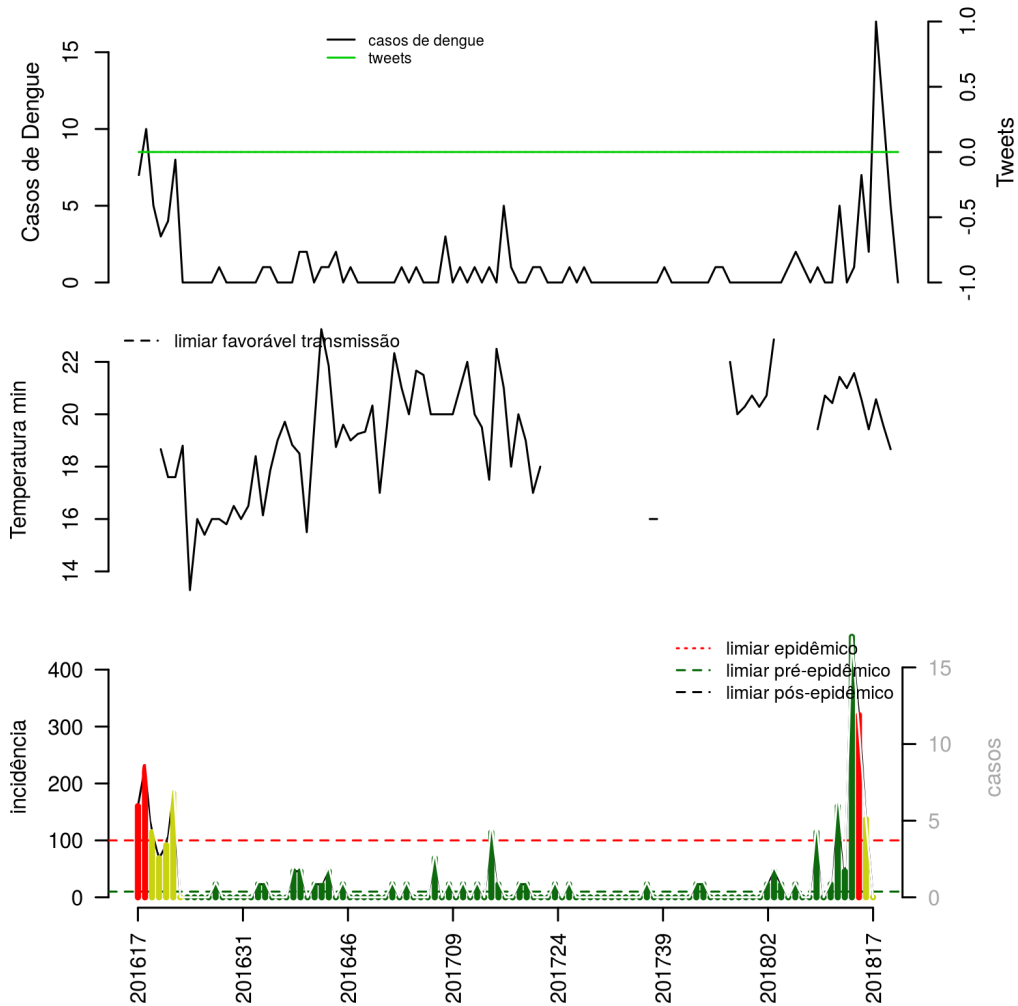 casos de dengue
tweets
Casos de Dengue
0
5
10
15
Tweets
-1.0
-0.5
0.0
0.5
1.0
limiar favorável transmissão
Temperatura min
14
16
18
20
22
limiar epidêmico
limiar pré-epidêmico
limiar pós-epidêmico
incidência
0
100
200
300
400
casos
0
5
10
15
201617
201631
201646
201709
201724
201739
201802
201817